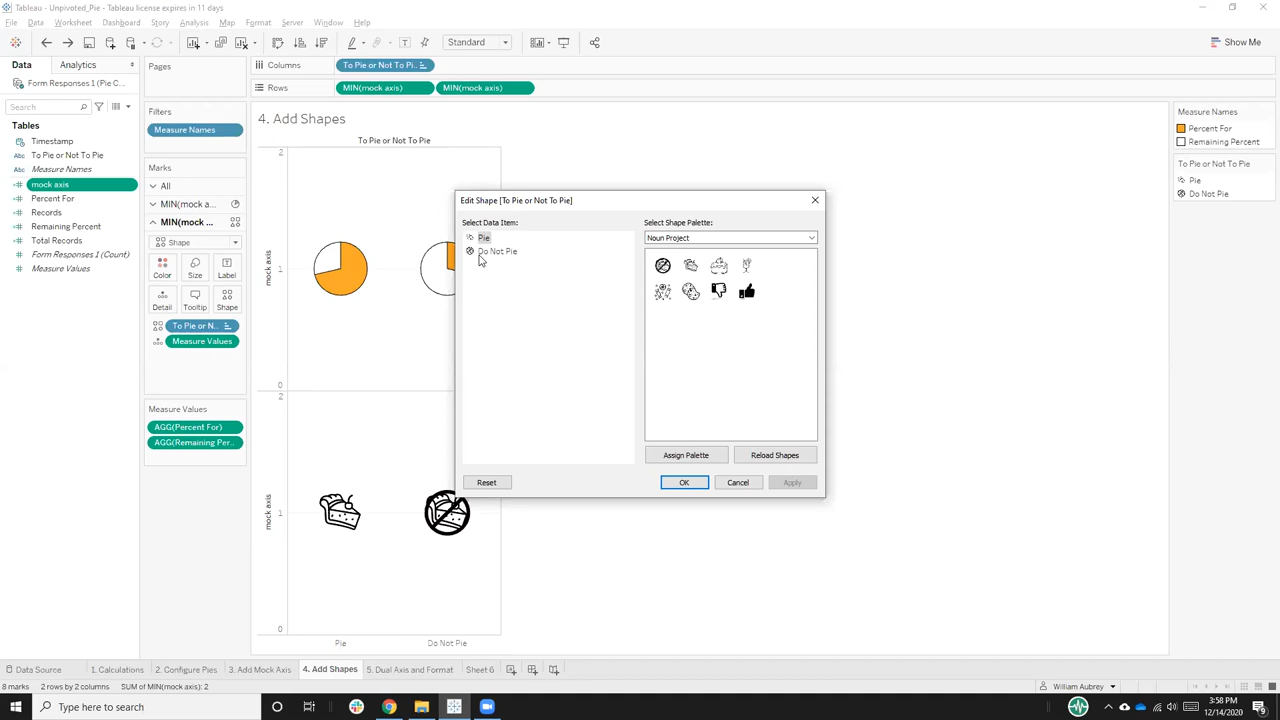 Tableau - Unpivoted_Pie - Tableau license expires in 11 days
File Data Worksheet Dashboard Story Analysis Map Format Server Window Help
Standard
Show Me
Data Analytics
Form Responses 1 (Pie C...
Search
Tables
Timestamp
Abc To Pie or Not To Pie
Abc Measure Names
mock axis
Percent For
Records
Remaining Percent
Total Records
Form Responses 1 (Count)
Measure Values
Pages
Filters
Measure Names
Marks
All
MIN(mock a...
MIN(mock ...
Shape
Color Size Label
Detail Tooltip Shape
To Pie or N..
Measure Values
Measure Values
AGG(Percent For)
AGG(Remaining Per..
Columns To Pie or Not To Pi..
Rows MIN(mock axis) MIN(mock axis)
4. Add Shapes
To Pie or Not To Pie
2
mock axis
1
0
2
mock axis
1
0
Pie Do Not Pie
Edit Shape [To Pie or Not To Pie]
Select Data Item:
Pie
Do Not Pie
Select Shape Palette:
Noun Project
Assign Palette Reload Shapes
Reset OK Cancel Apply
Measure Names
Percent For
Remaining Percent
To Pie or Not To Pie
Pie
Do Not Pie
Data Source 1. Calculations 2. Configure Pies 3. Add Mock Axis 4. Add Shapes 5. Dual Axis and Format Sheet 6
8 marks 2 rows by 2 columns SUM of MIN(mock axis): 2
William Aubrey
Type here to search
3:58 PM
12/14/2020